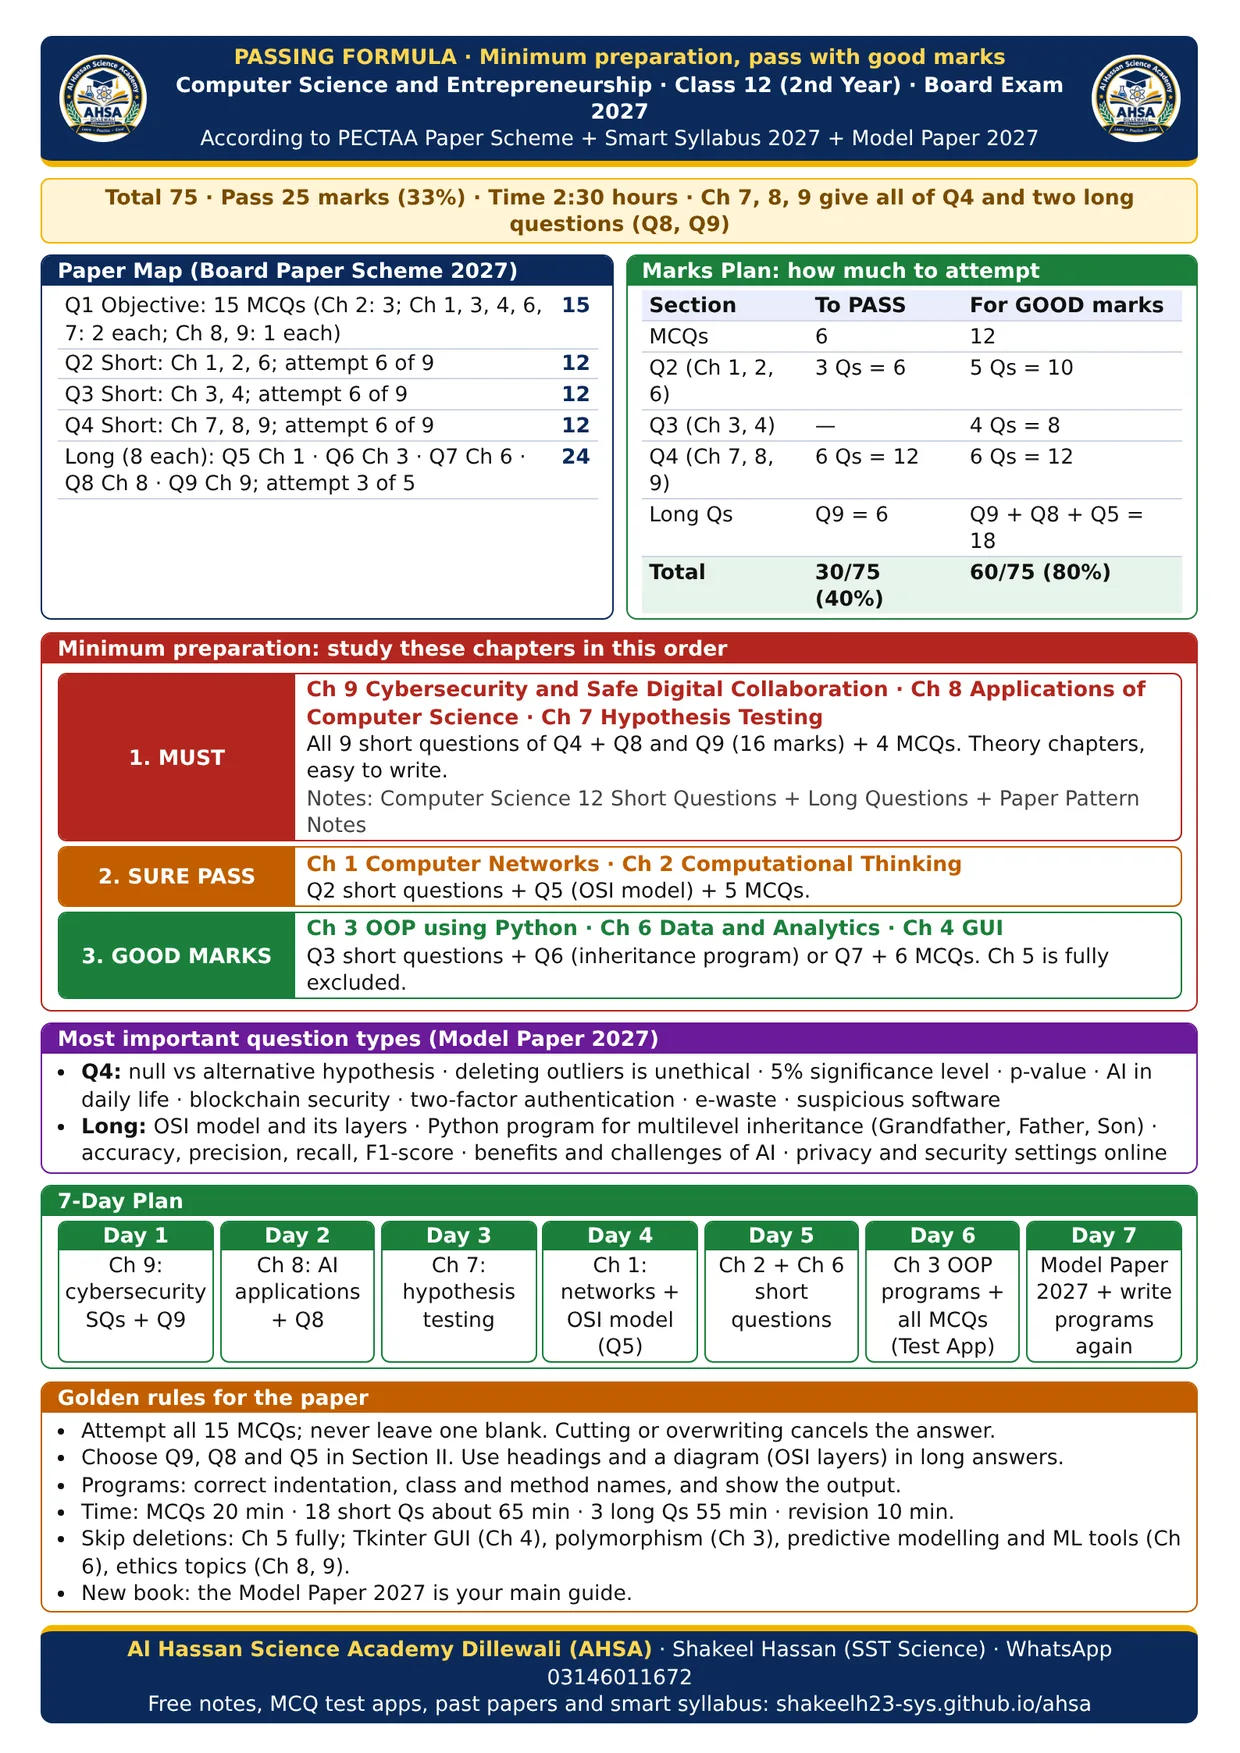 PASSING FORMULA · Minimum preparation, pass with good marks
Computer Science and Entrepreneurship · Class 12 (2nd Year) · Board Exam
2027
According to PECTAA Paper Scheme + Smart Syllabus 2027 + Model Paper 2027
Al Hassan Science Academy
AHSA
Al Hassan Science Academy
AHSA
Total 75 · Pass 25 marks (33%) · Time 2:30 hours · Ch 7, 8, 9 give all of Q4 and two long
questions (Q8, Q9)
Paper Map (Board Paper Scheme 2027)
Q1 Objective: 15 MCQs (Ch 2: 3; Ch 1, 3, 4, 6, 15
7: 2 each; Ch 8, 9: 1 each)
Q2 Short: Ch 1, 2, 6; attempt 6 of 9 12
Q3 Short: Ch 3, 4; attempt 6 of 9 12
Q4 Short: Ch 7, 8, 9; attempt 6 of 9 12
Long (8 each): Q5 Ch 1 · Q6 Ch 3 · Q7 Ch 6 · 24
Q8 Ch 8 · Q9 Ch 9; attempt 3 of 5
Marks Plan: how much to attempt
Section To PASS For GOOD marks
MCQs 6 12
Q2 (Ch 1, 2, 3 Qs = 6 5 Qs = 10
6)
Q3 (Ch 3, 4) — 4 Qs = 8
Q4 (Ch 7, 8, 6 Qs = 12 6 Qs = 12
9)
Long Qs Q9 = 6 Q9 + Q8 + Q5 =
18
Total 30/75 60/75 (80%)
(40%)
Minimum preparation: study these chapters in this order
1. MUST
Ch 9 Cybersecurity and Safe Digital Collaboration · Ch 8 Applications of
Computer Science · Ch 7 Hypothesis Testing
All 9 short questions of Q4 + Q8 and Q9 (16 marks) + 4 MCQs. Theory chapters,
easy to write.
Notes: Computer Science 12 Short Questions + Long Questions + Paper Pattern
Notes
2. SURE PASS
Ch 1 Computer Networks · Ch 2 Computational Thinking
Q2 short questions + Q5 (OSI model) + 5 MCQs.
3. GOOD MARKS
Ch 3 OOP using Python · Ch 6 Data and Analytics · Ch 4 GUI
Q3 short questions + Q6 (inheritance program) or Q7 + 6 MCQs. Ch 5 is fully
excluded.
Most important question types (Model Paper 2027)
• Q4: null vs alternative hypothesis · deleting outliers is unethical · 5% significance level · p-value · AI in
daily life · blockchain security · two-factor authentication · e-waste · suspicious software
• Long: OSI model and its layers · Python program for multilevel inheritance (Grandfather, Father, Son) ·
accuracy, precision, recall, F1-score · benefits and challenges of AI · privacy and security settings online
7-Day Plan
Day 1
Ch 9:
cybersecurity
SQs + Q9
Day 2
Ch 8: AI
applications
+ Q8
Day 3
Ch 7:
hypothesis
testing
Day 4
Ch 1:
networks +
OSI model
(Q5)
Day 5
Ch 2 + Ch 6
short
questions
Day 6
Ch 3 OOP
programs +
all MCQs
(Test App)
Day 7
Model Paper
2027 + write
programs
again
Golden rules for the paper
• Attempt all 15 MCQs; never leave one blank. Cutting or overwriting cancels the answer.
• Choose Q9, Q8 and Q5 in Section II. Use headings and a diagram (OSI layers) in long answers.
• Programs: correct indentation, class and method names, and show the output.
• Time: MCQs 20 min · 18 short Qs about 65 min · 3 long Qs 55 min · revision 10 min.
• Skip deletions: Ch 5 fully; Tkinter GUI (Ch 4), polymorphism (Ch 3), predictive modelling and ML tools (Ch
6), ethics topics (Ch 8, 9).
• New book: the Model Paper 2027 is your main guide.
Al Hassan Science Academy Dillewali (AHSA) · Shakeel Hassan (SST Science) · WhatsApp
03146011672
Free notes, MCQ test apps, past papers and smart syllabus: shakeelh23-sys.github.io/ahsa